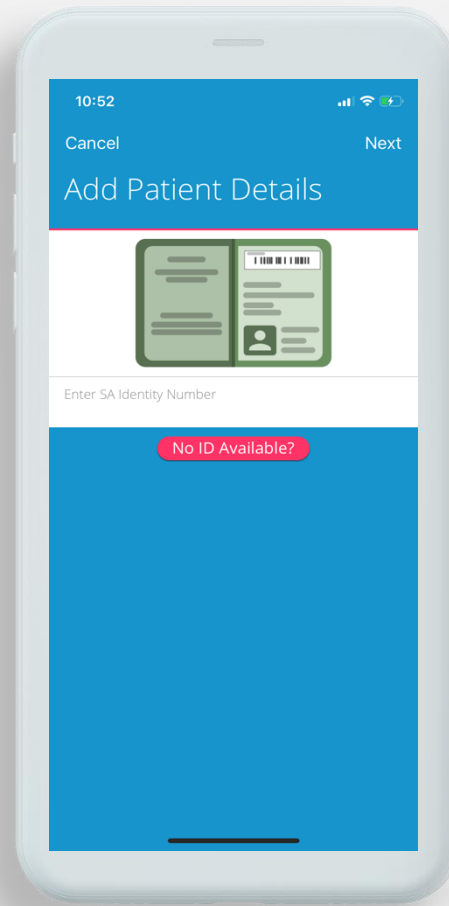 10:52
Cancel Next
Add Patient Details
Enter SA Identity Number
No ID Available?